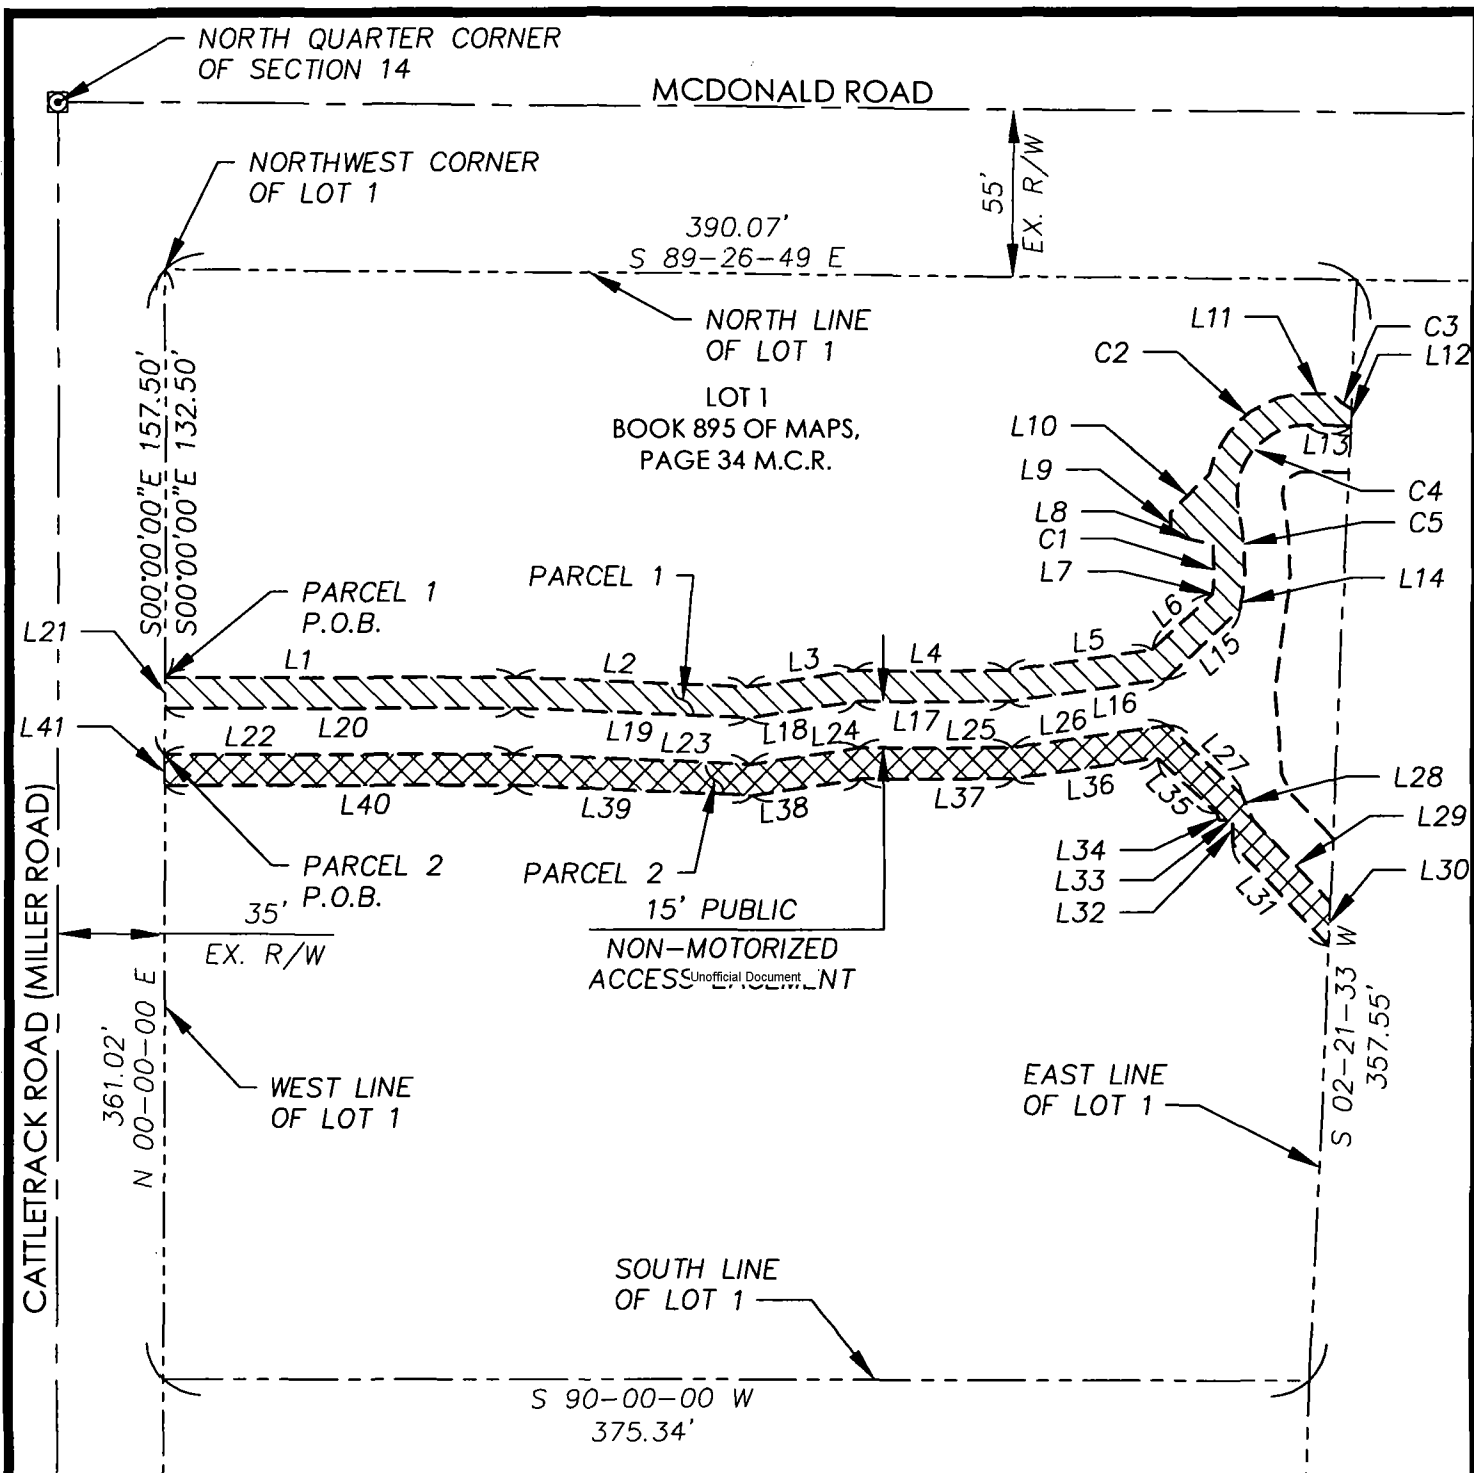 NORTH QUARTER CORNER
OF SECTION 14
MCDONALD ROAD
NORTHWEST CORNER
OF LOT 1
55'
EX. R/W
390.07'
S 89-26-49 E
NORTH LINE
OF LOT 1
LOT 1
BOOK 895 OF MAPS,
PAGE 34 M.C.R.
L11
C3
C2
L12
L10
L13
L9
C4
L8
C5
C1
L7
L14
S00°00'00"E 157.50'
S00°00'00"E 132.50'
PARCEL 1
P.O.B.
PARCEL 1
L6
L21
L1
L2
L3
L4
L5
L15
L41
L22
L20
L19
L23
L18
L24
L17
L25
L26
L16
L27
L28
L40
L39
L38
L37
L36
L35
L29
L34
L33
L32
L31
L30
PARCEL 2
P.O.B.
PARCEL 2
35'
EX. R/W
15' PUBLIC
NON-MOTORIZED
ACCESS
NT
Unofficial Document
CATTLETRACK ROAD (MILLER ROAD)
361.02'
N 00-00-00 E
WEST LINE
OF LOT 1
EAST LINE
OF LOT 1
S 02-21-33 W
357.55'
SOUTH LINE
OF LOT 1
S 90-00-00 W
375.34'